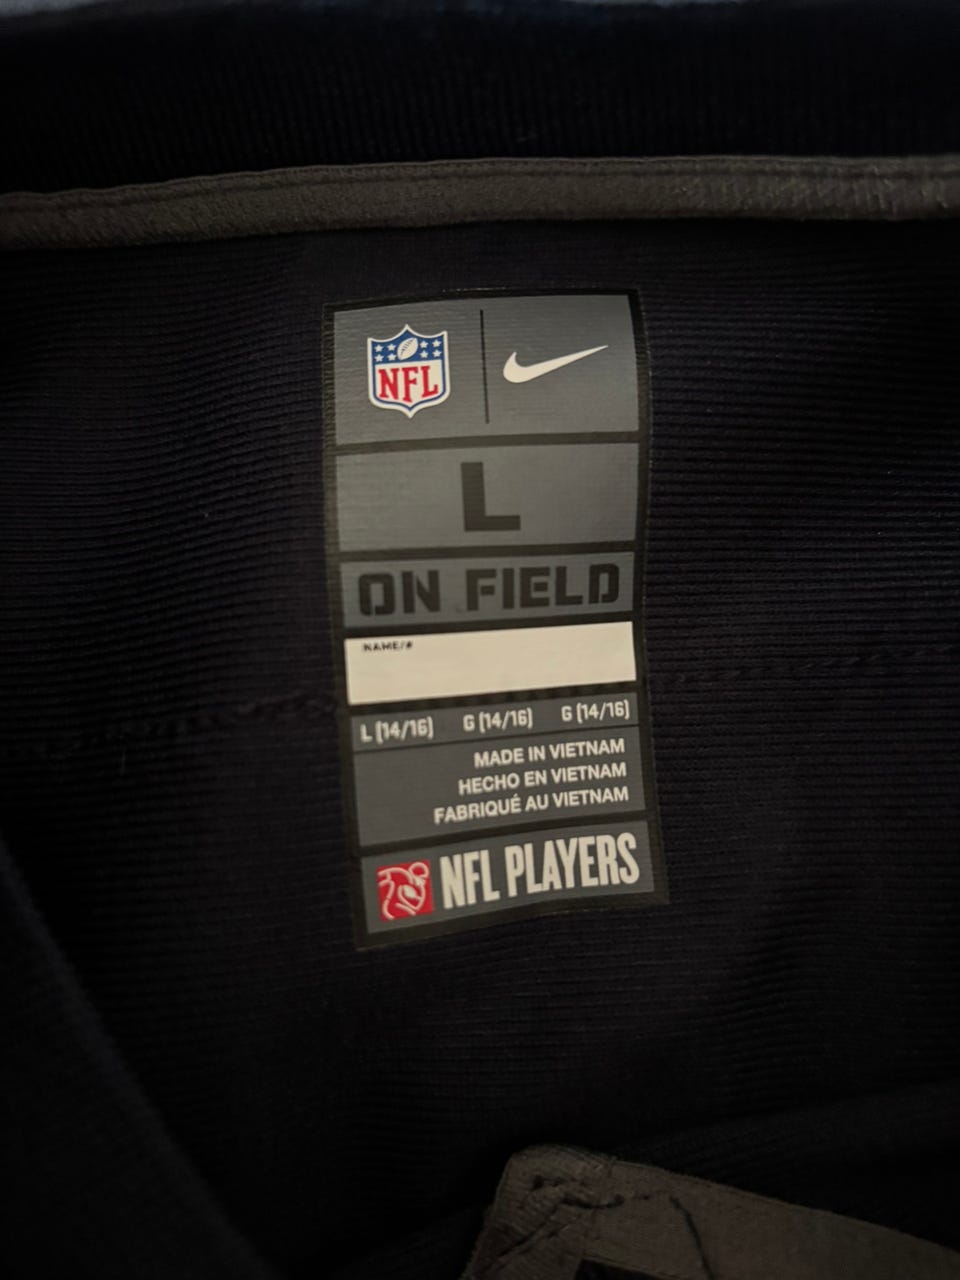 NFL
L
ON FIELD
NAME/#
L (14/16) G (14/16) G (14/16)
MADE IN VIETNAM
HECHO EN VIETNAM
FABRIQUÉ AU VIETNAM
NFL PLAYERS